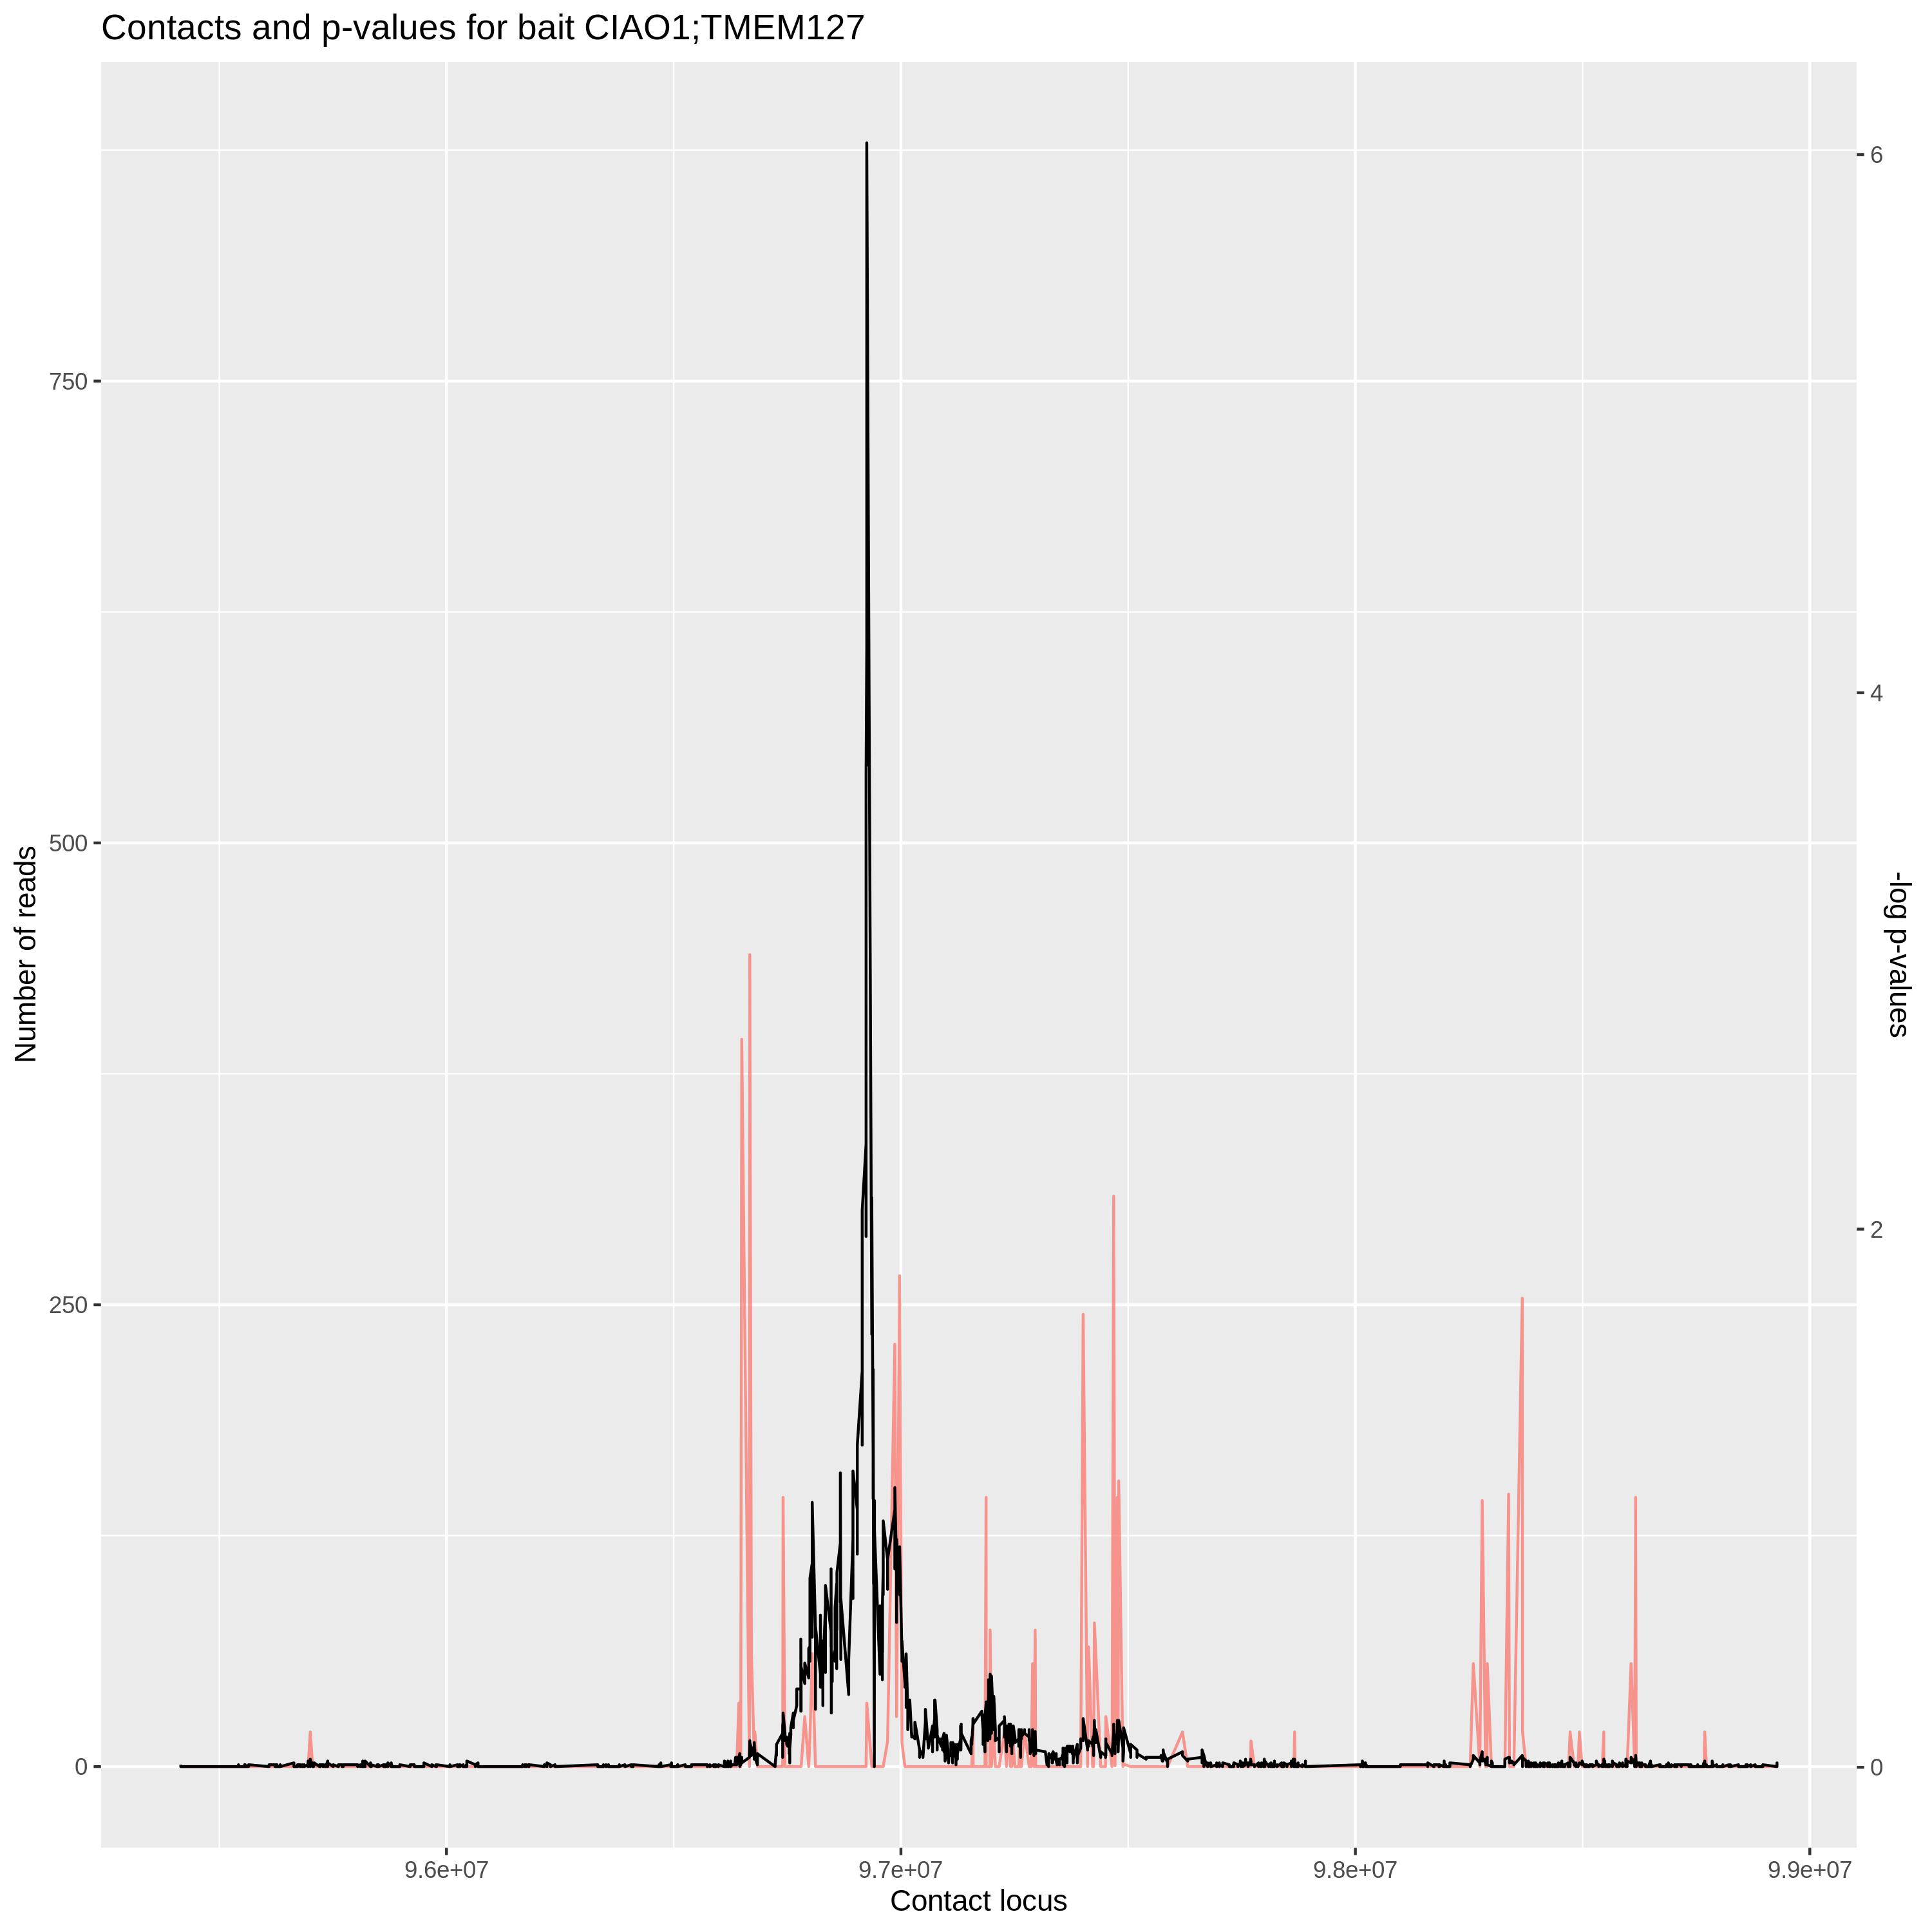 Contacts and p-values for bait CIAO1;TMEM127
Number of reads
750
500
250
0
6
4
2
0
-log p-values
9.6e+07
9.7e+07
9.8e+07
9.9e+07
Contact locus